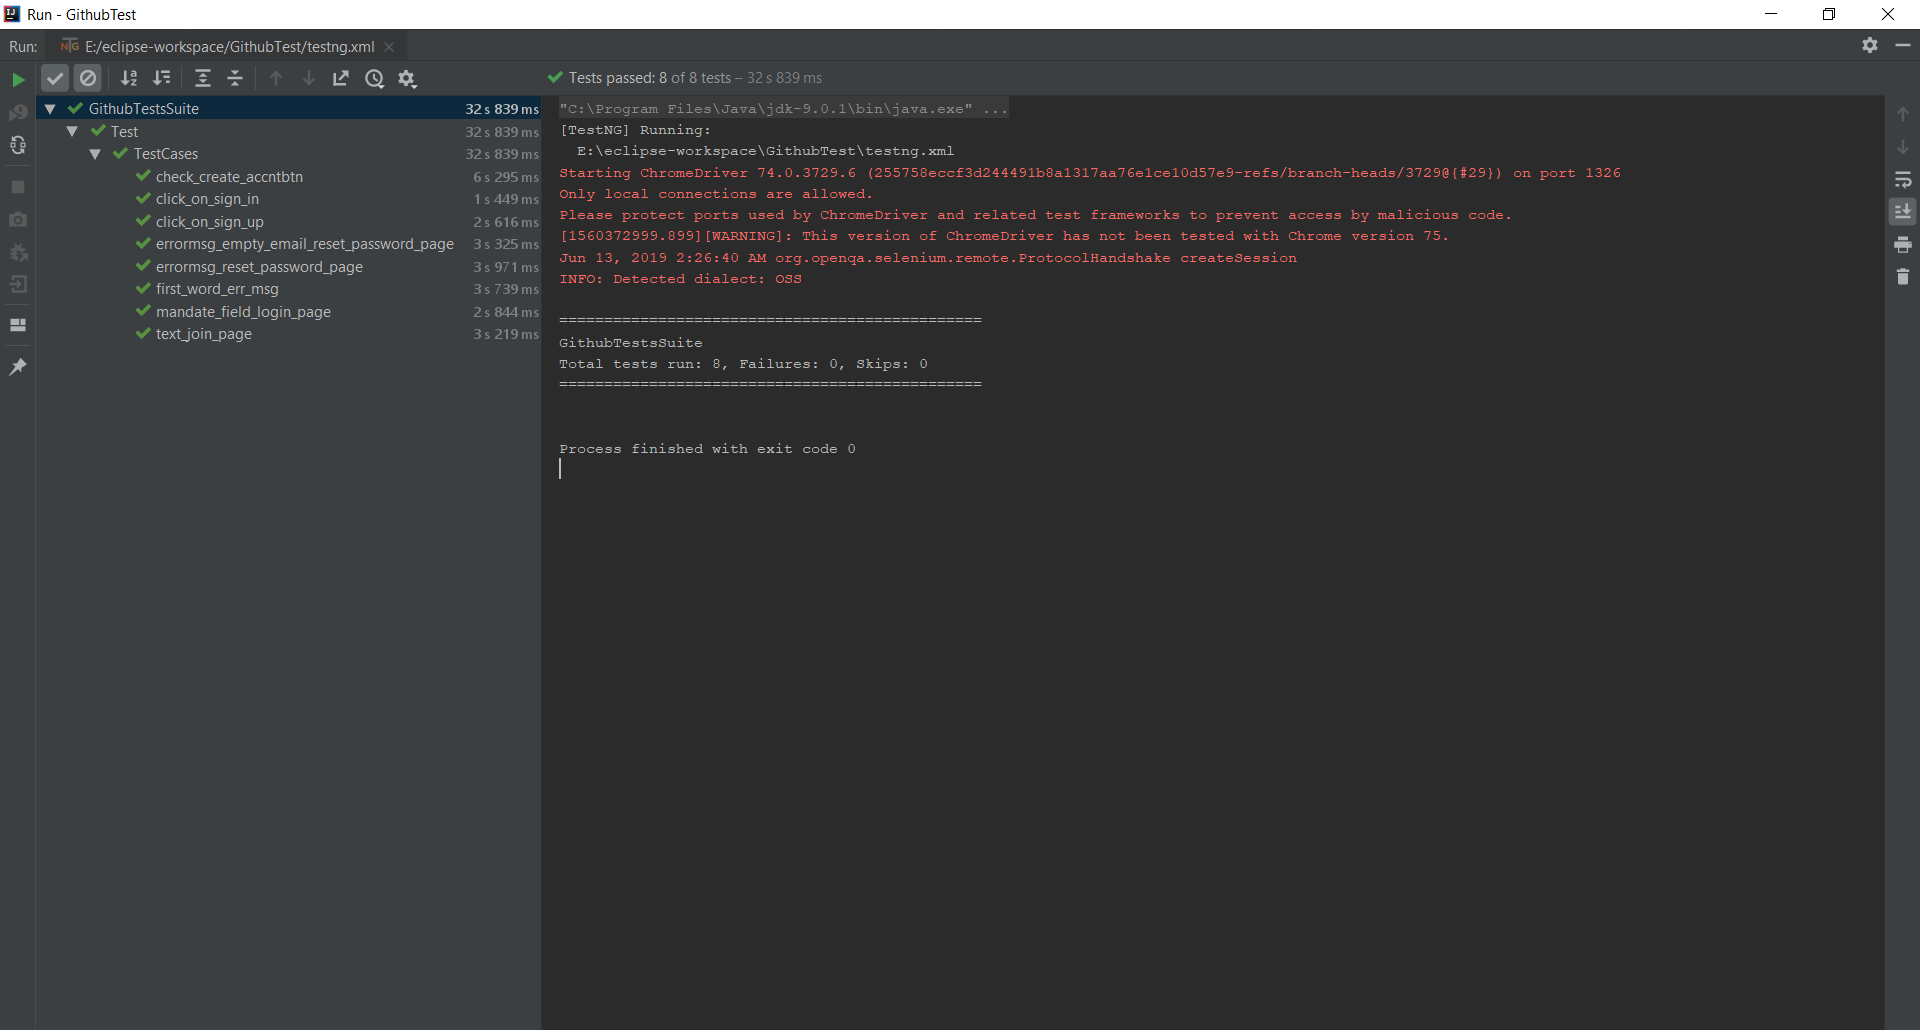 Run - GithubTest
Run: E:/eclipse-workspace/GithubTest/testng.xml
Tests passed: 8 of 8 tests – 32 s 839 ms
GithubTestsSuite 32 s 839 ms
Test 32 s 839 ms
TestCases 32 s 839 ms
check_create_accntbtn 6 s 295 ms
click_on_sign_in 1 s 449 ms
click_on_sign_up 2 s 616 ms
errormsg_empty_email_reset_password_page 3 s 325 ms
errormsg_reset_password_page 3 s 971 ms
first_word_err_msg 3 s 739 ms
mandate_field_login_page 2 s 844 ms
text_join_page 3 s 219 ms
"C:\Program Files\Java\jdk-9.0.1\bin\java.exe" ...
[TestNG] Running:
E:\eclipse-workspace\GithubTest\testng.xml
Starting ChromeDriver 74.0.3729.6 (255758eccf3d244491b8a1317aa76e1ce10d57e9-refs/branch-heads/3729@{#29}) on port 1326
Only local connections are allowed.
Please protect ports used by ChromeDriver and related test frameworks to prevent access by malicious code.
[1560372999.899][WARNING]: This version of ChromeDriver has not been tested with Chrome version 75.
Jun 13, 2019 2:26:40 AM org.openqa.selenium.remote.ProtocolHandshake createSession
INFO: Detected dialect: OSS
===============================================
GithubTestsSuite
Total tests run: 8, Failures: 0, Skips: 0
===============================================
Process finished with exit code 0